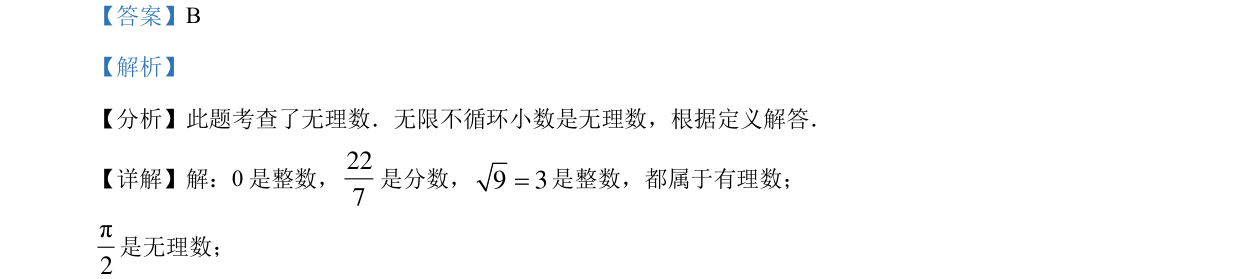 【答案】B
【解析】
【分析】此题考查了无理数．无限不循环小数是无理数，根据定义解答．
【详解】解：0 是整数，22/7 是分数，√9 = 3 是整数，都属于有理数；
π/2 是无理数；